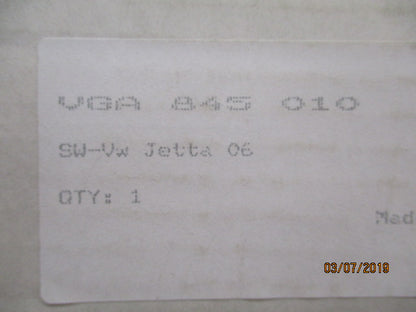 VGA 845 010
SW-Vw Jetta 06
QTY: 1
Mad
03/07/2019